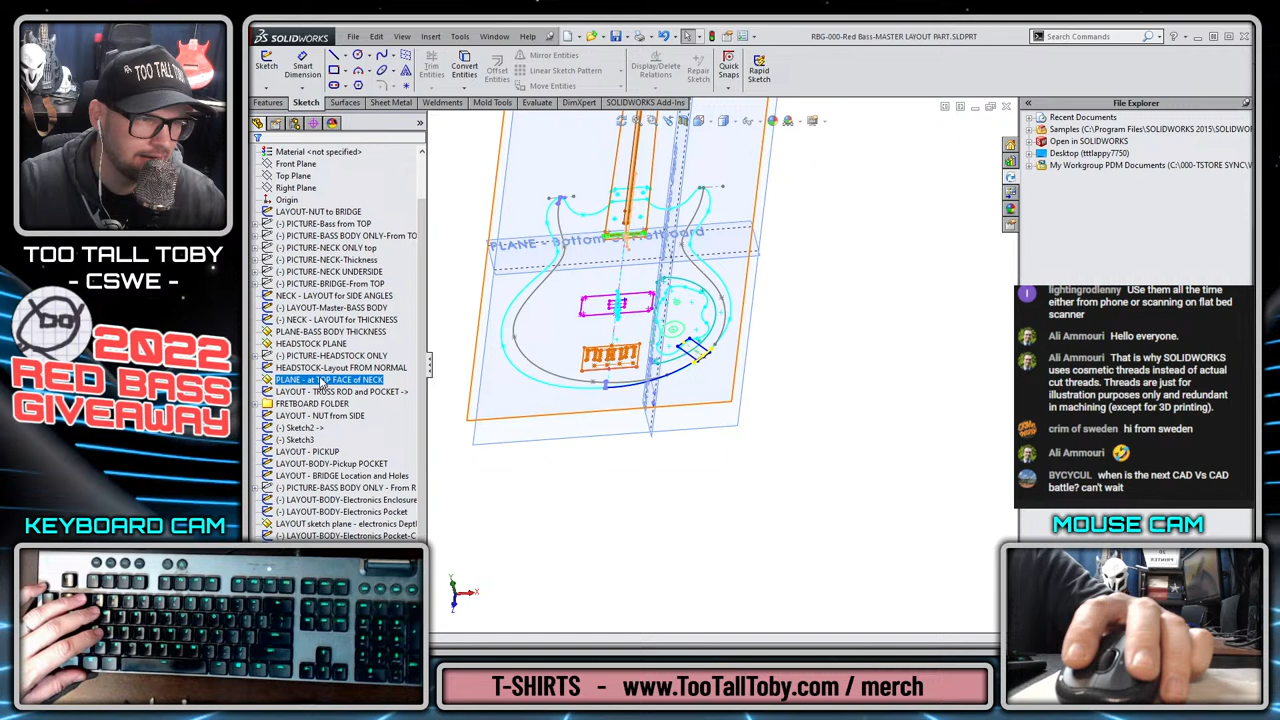 SOLIDWORKS
File Edit View Insert Tools Window Help
RBG-000-Red Bass-MASTER LAYOUT PART.SLDPRT
Search Commands
Sketch
Smart Dimension
Trim Entities
Convert Entities
Offset Entities
Mirror Entities
Linear Sketch Pattern
Move Entities
Display/Delete Relations
Repair Sketch
Quick Snaps
Rapid Sketch
Features Sketch Surfaces Sheet Metal Weldments Mold Tools Evaluate DimXpert SOLIDWORKS Add-Ins
File Explorer
Recent Documents
Samples (C:\Program Files\SOLIDWORKS 2015\SOLIDWO
Open in SOLIDWORKS
Desktop (tttlappy7750)
My Workgroup PDM Documents (C:\000-TSTORE SYNC\W
Material <not specified>
Front Plane
Top Plane
Right Plane
Origin
LAYOUT-NUT to BRIDGE
(-) PICTURE-Bass from TOP
(-) PICTURE-BASS BODY ONLY-From TO
(-) PICTURE-NECK ONLY top
(-) PICTURE-NECK-Thickness
(-) PICTURE-NECK UNDERSIDE
(-) PICTURE-BRIDGE-From TOP
NECK - LAYOUT for SIDE ANGLES
(-) LAYOUT-Master-BASS BODY
(-) NECK - LAYOUT for THICKNESS
PLANE-BASS BODY THICKNESS
HEADSTOCK PLANE
(-) PICTURE-HEADSTOCK ONLY
HEADSTOCK-Layout FROM NORMAL
PLANE - at TOP FACE of NECK
LAYOUT - TRUSS ROD and POCKET ->
FRETBOARD FOLDER
LAYOUT - NUT from SIDE
(-) Sketch2 ->
(-) Sketch3
LAYOUT - PICKUP
LAYOUT-BODY-Pickup POCKET
LAYOUT - BRIDGE Location and Holes
(-) PICTURE-BASS BODY ONLY - From R
(-) LAYOUT-BODY-Electronics Enclosure
(-) LAYOUT-BODY-Electronics Pocket
LAYOUT sketch plane - electronics Dept
(-) LAYOUT-BODY-Electronics Pocket-C
PLANE - Bottom of Fretboard
Y
X
Z
TOO TALL TOBY
- CSWE -
2022
RED BASS
GIVEAWAY
KEYBOARD CAM
lightingrodlenny Use them all the time
either from phone or scanning on flat bed
scanner
Ali Ammouri Hello everyone.
Ali Ammouri That is why SOLIDWORKS
uses cosmetic threads instead of actual
cut threads. Threads are just for
illustration purposes only and redundant
in machining (except for 3D printing).
crim of sweden hi from sweden
Ali Ammouri 🤣
BYCYCUL when is the next CAD Vs CAD
battle? can't wait
MOUSE CAM
T-SHIRTS - www.TooTallToby.com / merch